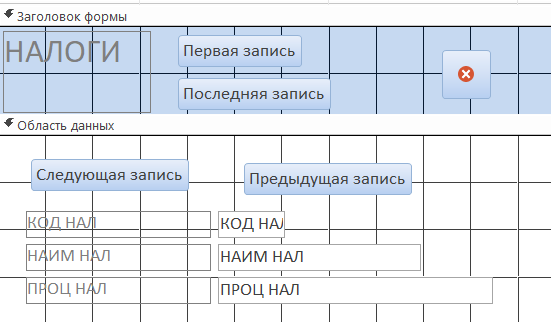 Заголовок формы
НАЛОГИ
Первая запись
Последняя запись
Область данных
Следующая запись
Предыдущая запись
КОД НАЛ КОД НАЛ
НАИМ НАЛ НАИМ НАЛ
ПРОЦ НАЛ ПРОЦ НАЛ